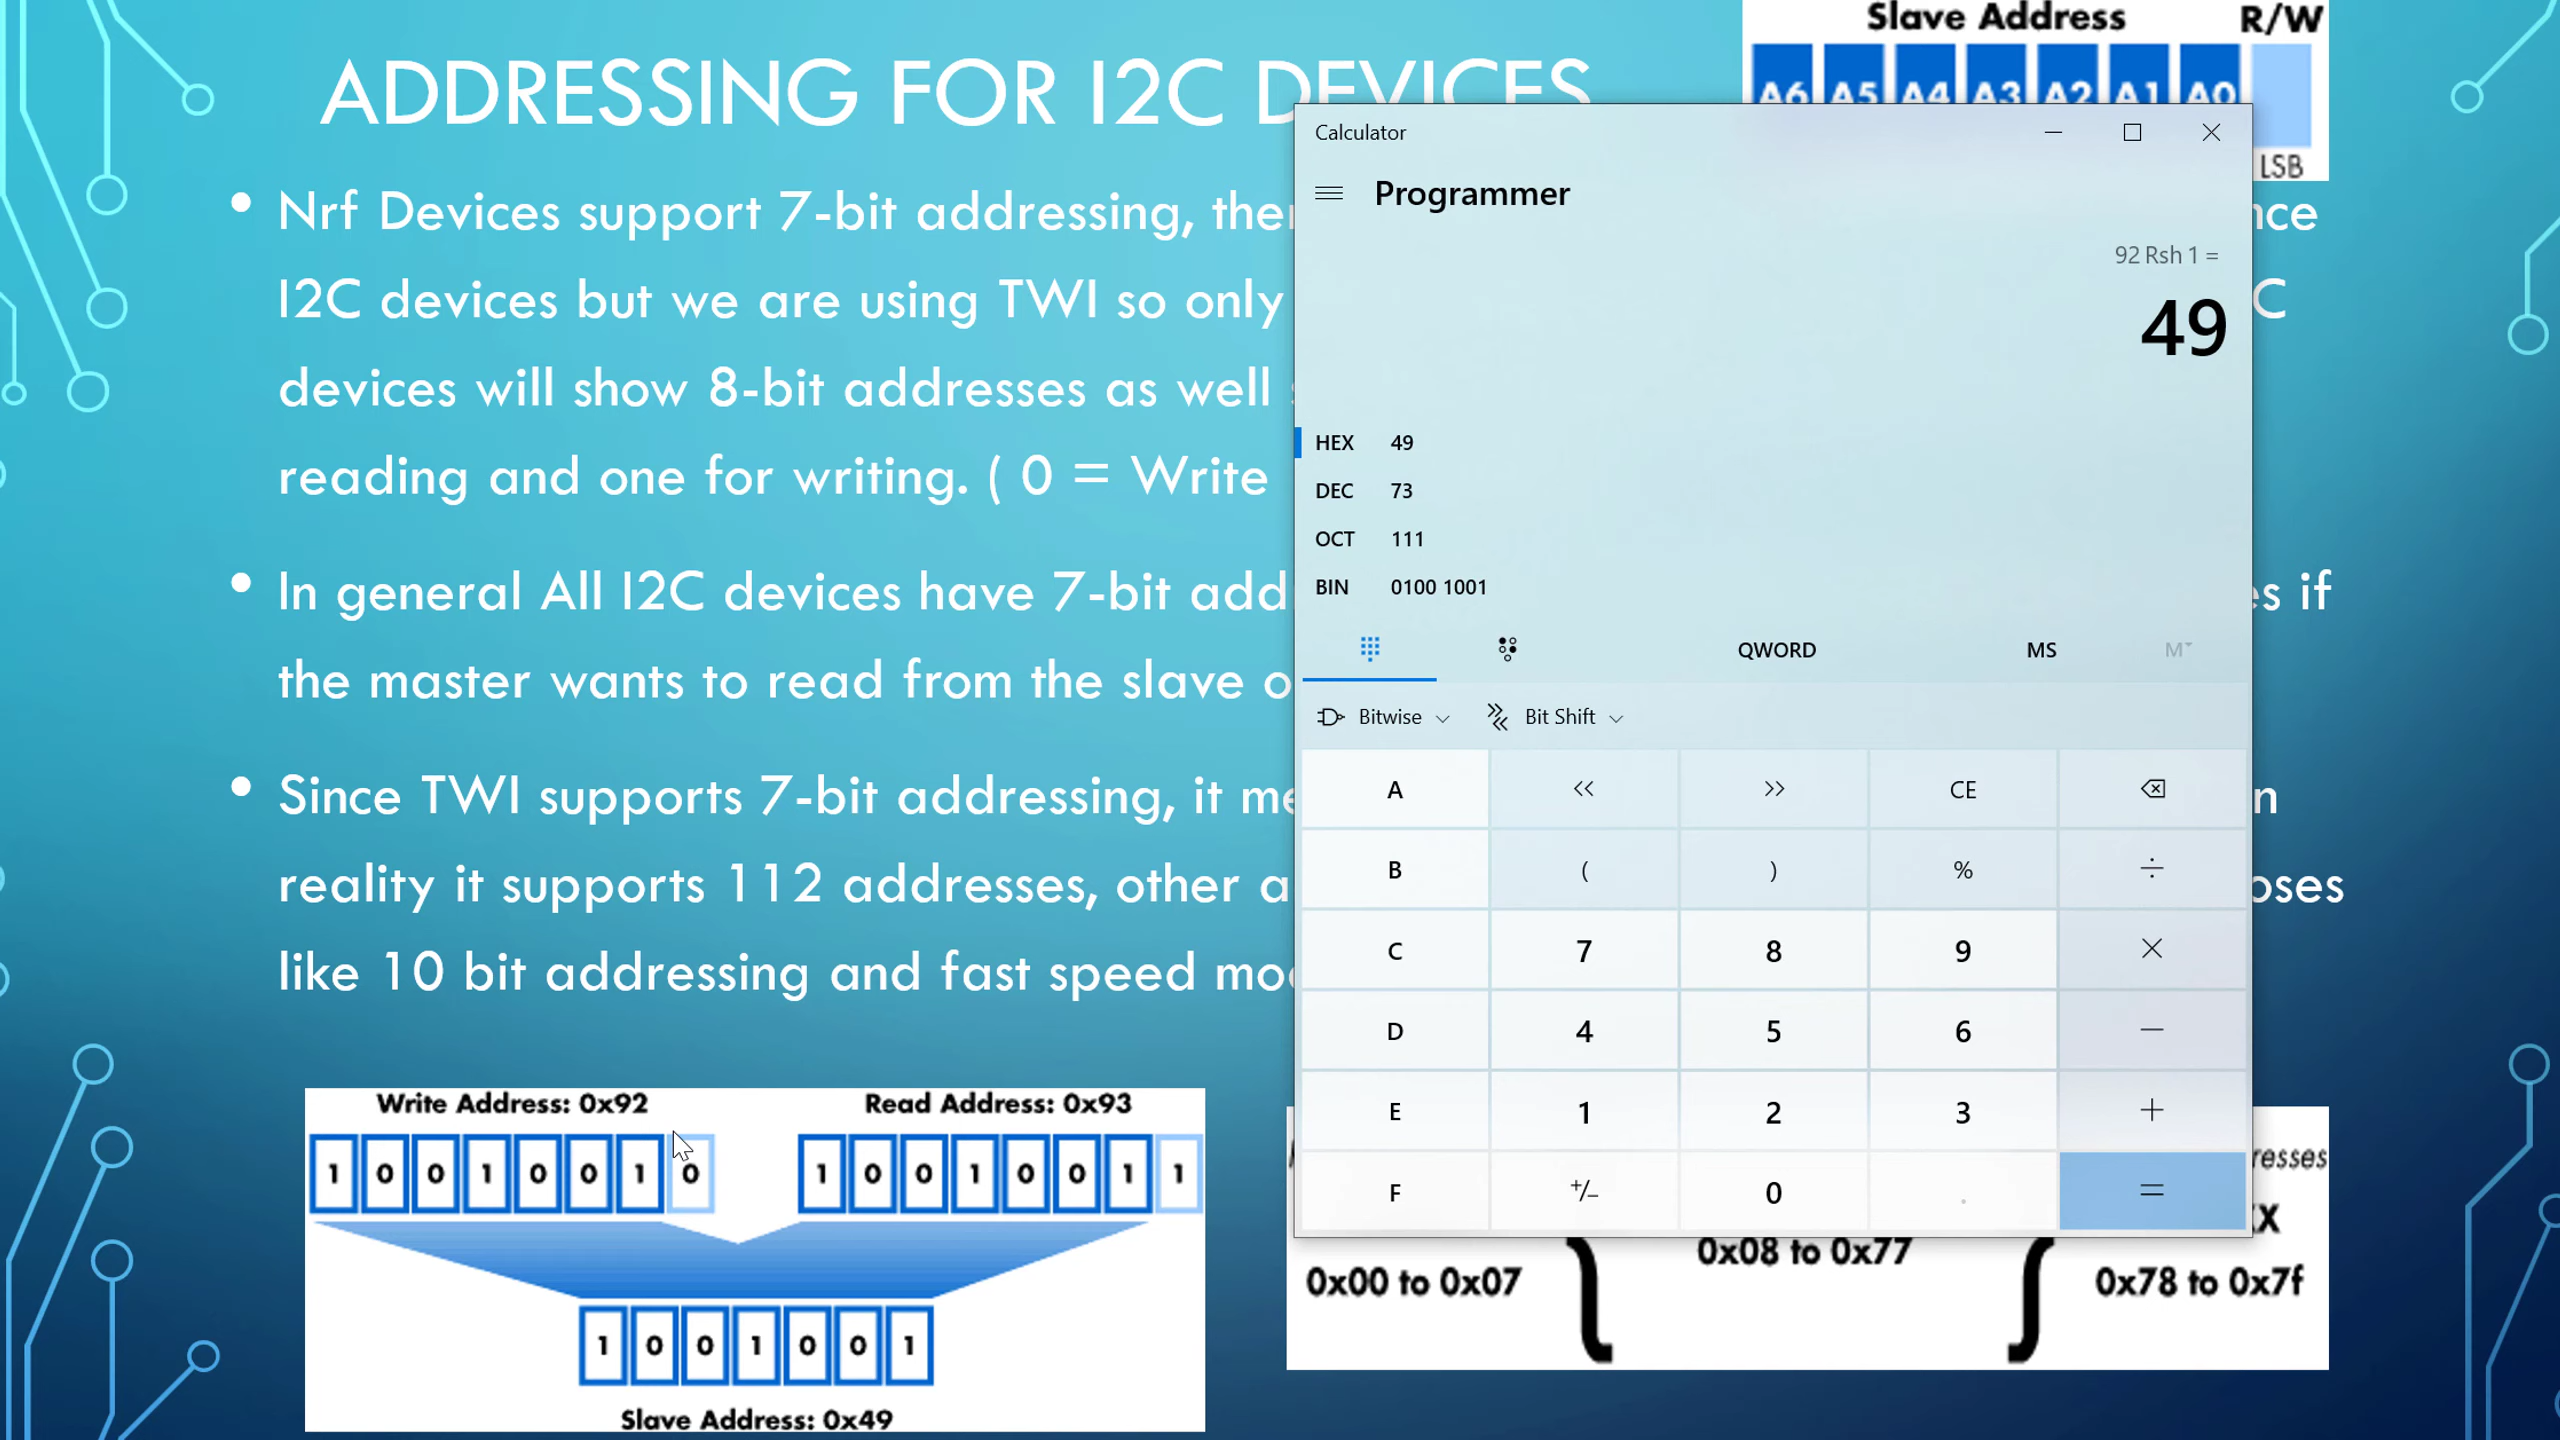 Slave Address R/W
ADDRESSING FOR I2C DEVICES
A6 A5 A4 A3 A2 A1 A0
LSB
Nrf Devices support 7-bit addressing,
I2C devices but we are using TWI so only
devices will show 8-bit addresses as well
reading and one for writing. ( 0 = Write
In general All I2C devices have 7-bit
if
the master wants to read from the slave
Since TWI supports 7-bit addressing, it
reality it supports 112 addresses, other
like 10 bit addressing and fast speed
Calculator
Programmer
92 Rsh 1 =
49
HEX 49
DEC 73
OCT 111
BIN 0100 1001
QWORD MS M
Bitwise Bit Shift
A << >> CE
B ( ) % ÷
C 7 8 9 ×
D 4 5 6 −
E 1 2 3 +
F +/− 0 . =
Write Address: 0x92 Read Address: 0x93
1 0 0 1 0 0 1 0 1 0 0 1 0 0 1 1
1 0 0 1 0 0 1
Slave Address: 0x49
0x00 to 0x07 0x08 to 0x77 0x78 to 0x7f